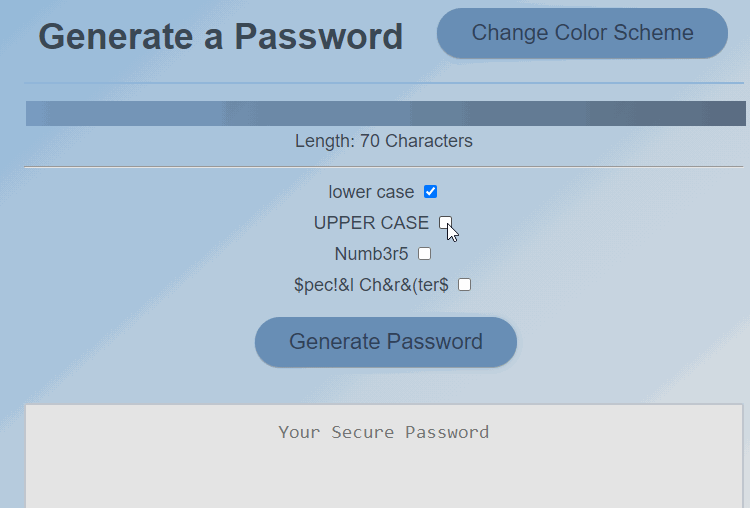 Generate a Password
Change Color Scheme
Length: 70 Characters
lower case
UPPER CASE
Numb3r5
$pec!&l Ch&r&(ter$
Generate Password
Your Secure Password